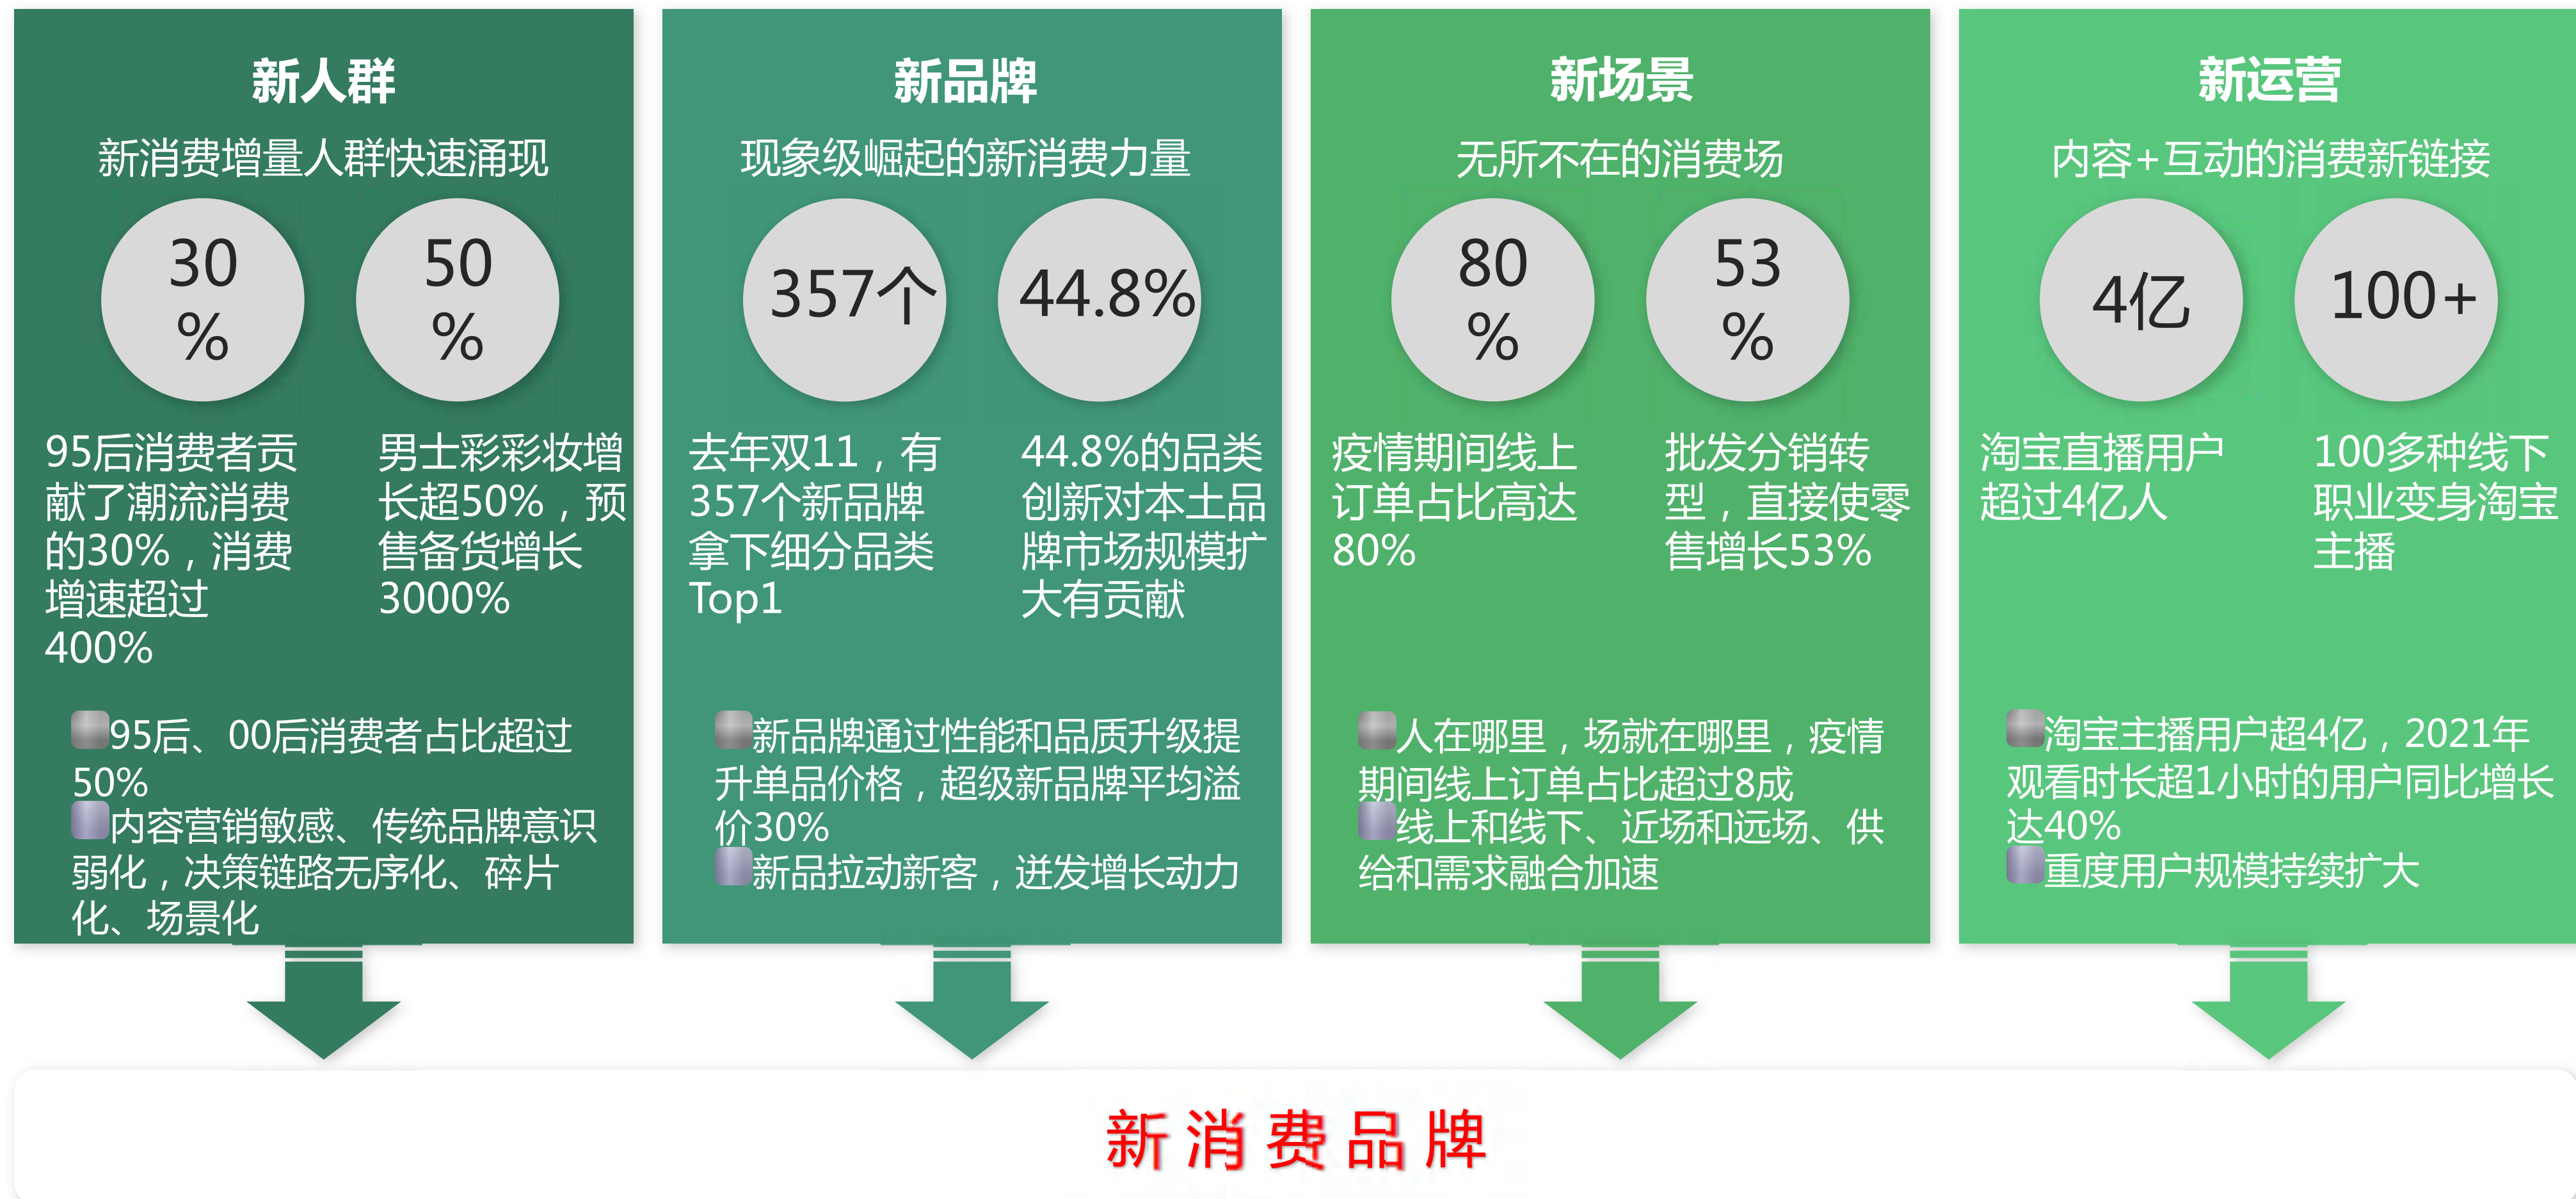 新人群
新消费增量人群快速涌现
30
%
50
%
95后消费者贡
献了潮流消费
的30%，消费
增速超过
400%
男士彩彩妆增
长超50%，预
售备货增长
3000%
95后、00后消费者占比超过
50%
内容营销敏感、传统品牌意识
弱化，决策链路无序化、碎片
化、场景化
新品牌
现象级崛起的新消费力量
357个
44.8%
去年双11，有
357个新品牌
拿下细分品类
Top1
44.8%的品类
创新对本土品
牌市场规模扩
大有贡献
新品牌通过性能和品质升级提
升单品价格，超级新品牌平均溢
价30%
新品拉动新客，迸发增长动力
新场景
无所不在的消费场
80
%
53
%
疫情期间线上
订单占比高达
80%
批发分销转
型，直接使零
售增长53%
人在哪里，场就在哪里，疫情
期间线上订单占比超过8成
线上和线下、近场和远场、供
给和需求融合加速
新运营
内容+互动的消费新链接
4亿
100+
淘宝直播用户
超过4亿人
100多种线下
职业变身淘宝
主播
淘宝主播用户超4亿，2021年
观看时长超1小时的用户同比增长
达40%
重度用户规模持续扩大
新消费品牌